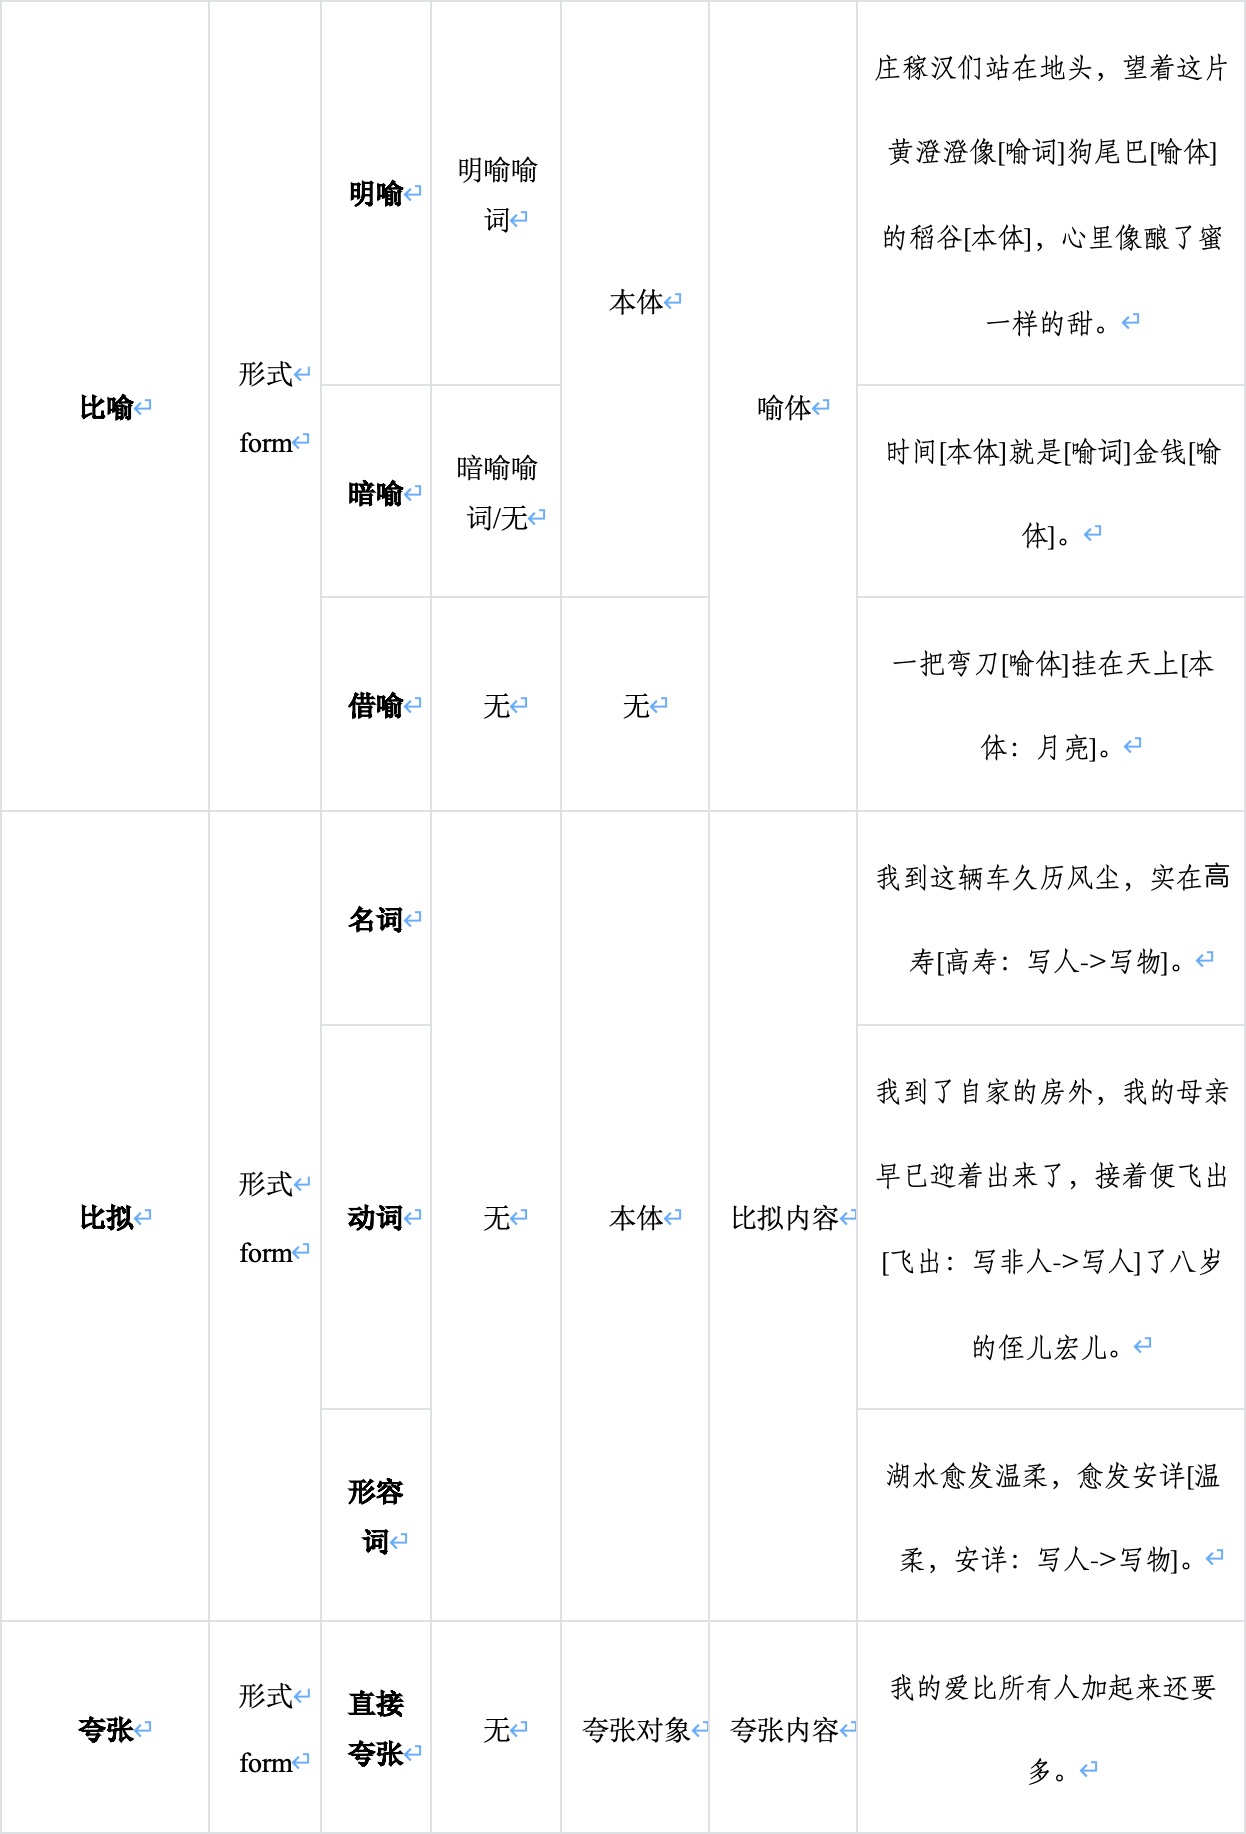 比喻
形式
form
明喻
明喻喻
词
本体
喻体
庄稼汉们站在地头，望着这片
黄澄澄像[喻词]狗尾巴[喻体]
的稻谷[本体]，心里像酿了蜜
一样的甜。
暗喻
暗喻喻
词/无
时间[本体]就是[喻词]金钱[喻
体]。
借喻
无
无
一把弯刀[喻体]挂在天上[本
体：月亮]。
比拟
形式
form
名词
无
本体
比拟内容
我到这辆车久历风尘，实在高
寿[高寿：写人->写物]。
动词
我到了自家的房外，我的母亲
早已迎着出来了，接着便飞出
[飞出：写非人->写人]了八岁
的侄儿宏儿。
形容
词
湖水愈发温柔，愈发安详[温
柔，安详：写人->写物]。
夸张
形式
form
直接
夸张
无
夸张对象
夸张内容
我的爱比所有人加起来还要
多。